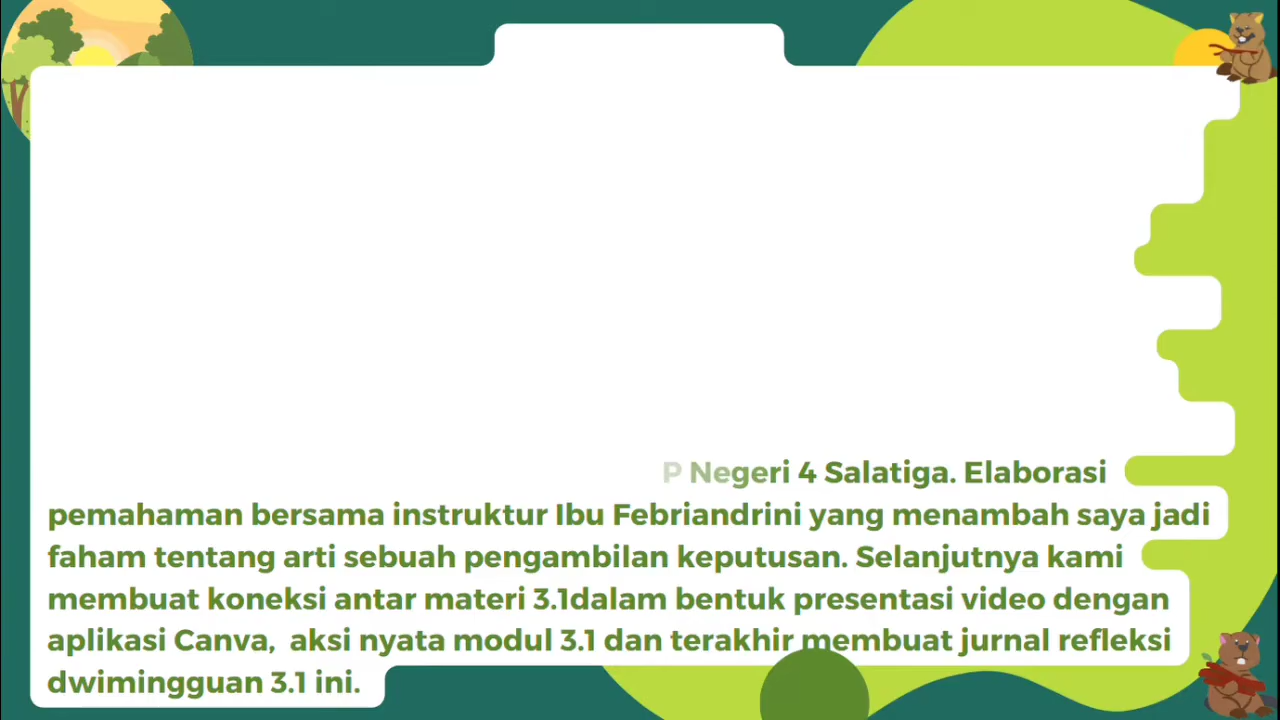 P Negeri 4 Salatiga. Elaborasi
pemahaman bersama instruktur Ibu Febriandrini yang menambah saya jadi
faham tentang arti sebuah pengambilan keputusan. Selanjutnya kami
membuat koneksi antar materi 3.1dalam bentuk presentasi video dengan
aplikasi Canva,  aksi nyata modul 3.1 dan terakhir membuat jurnal refleksi
dwimingguan 3.1 ini.